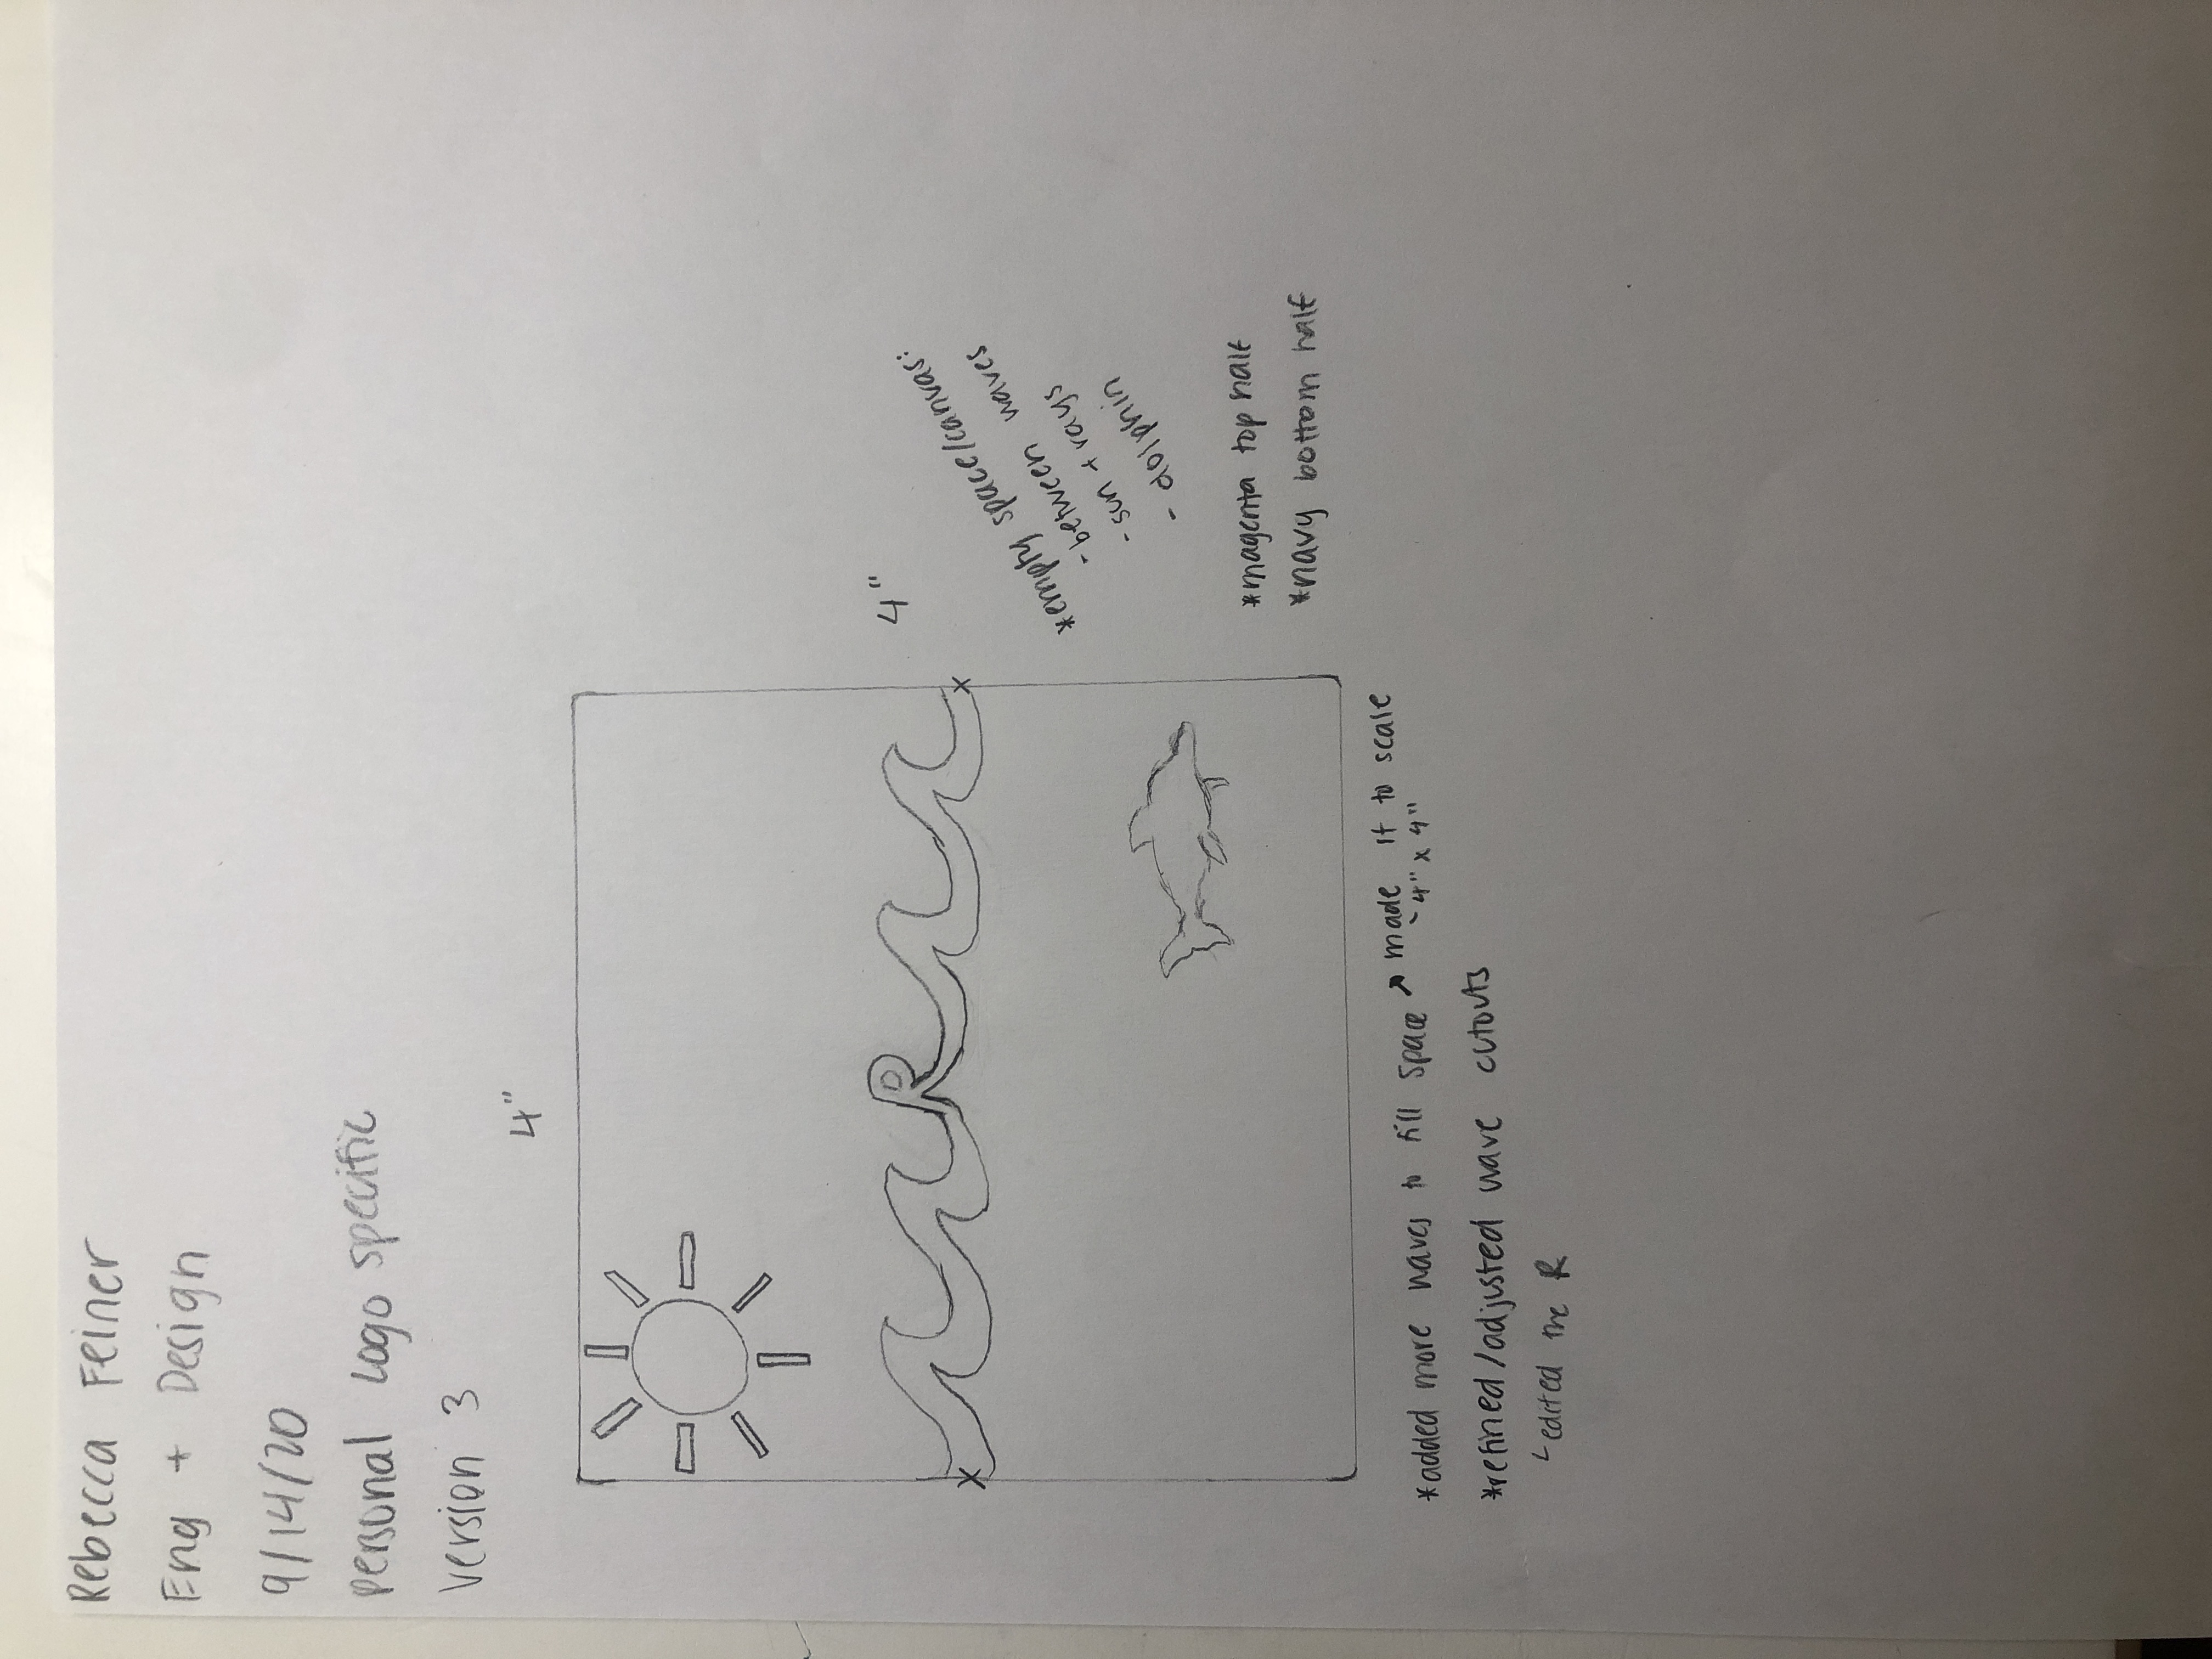 Rebecca Feiner
Eng + Design
9/14/20
Personal Logo specific
Version 3
4"
R
4"
x
x
*empty space/canvas:
- between waves
- sun + rays
- dolphin
*magenta top half
*navy bottom half
*added more waves to fill space ↗ made it to scale
- 4" x 4"
*refined/adjusted wave cutouts
└ edited the R